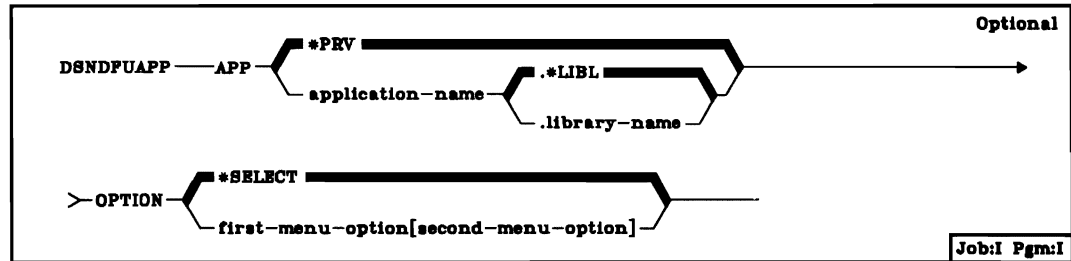 Optional
*PRV
DSNDFUAPP APP
.*LIBL
application-name
.library-name
*SELECT
>-OPTION
first-menu-option[second-menu-option]
Job:I Pgm:I